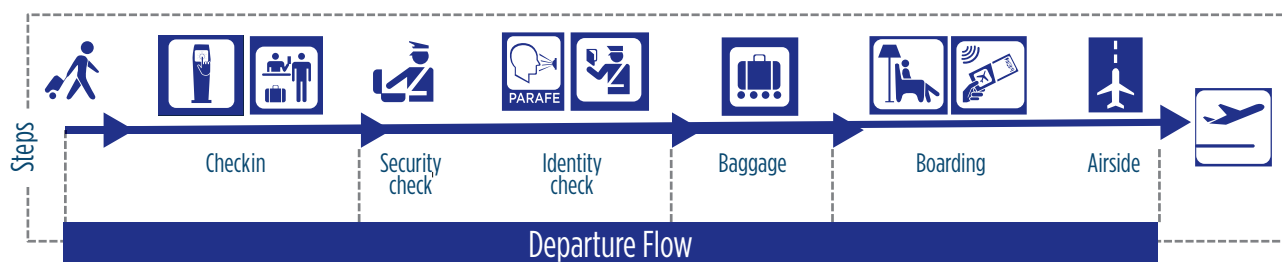 PARAFE
Steps
Checkin
Security
check
Identity
check
Baggage
Boarding
Airside
Departure Flow